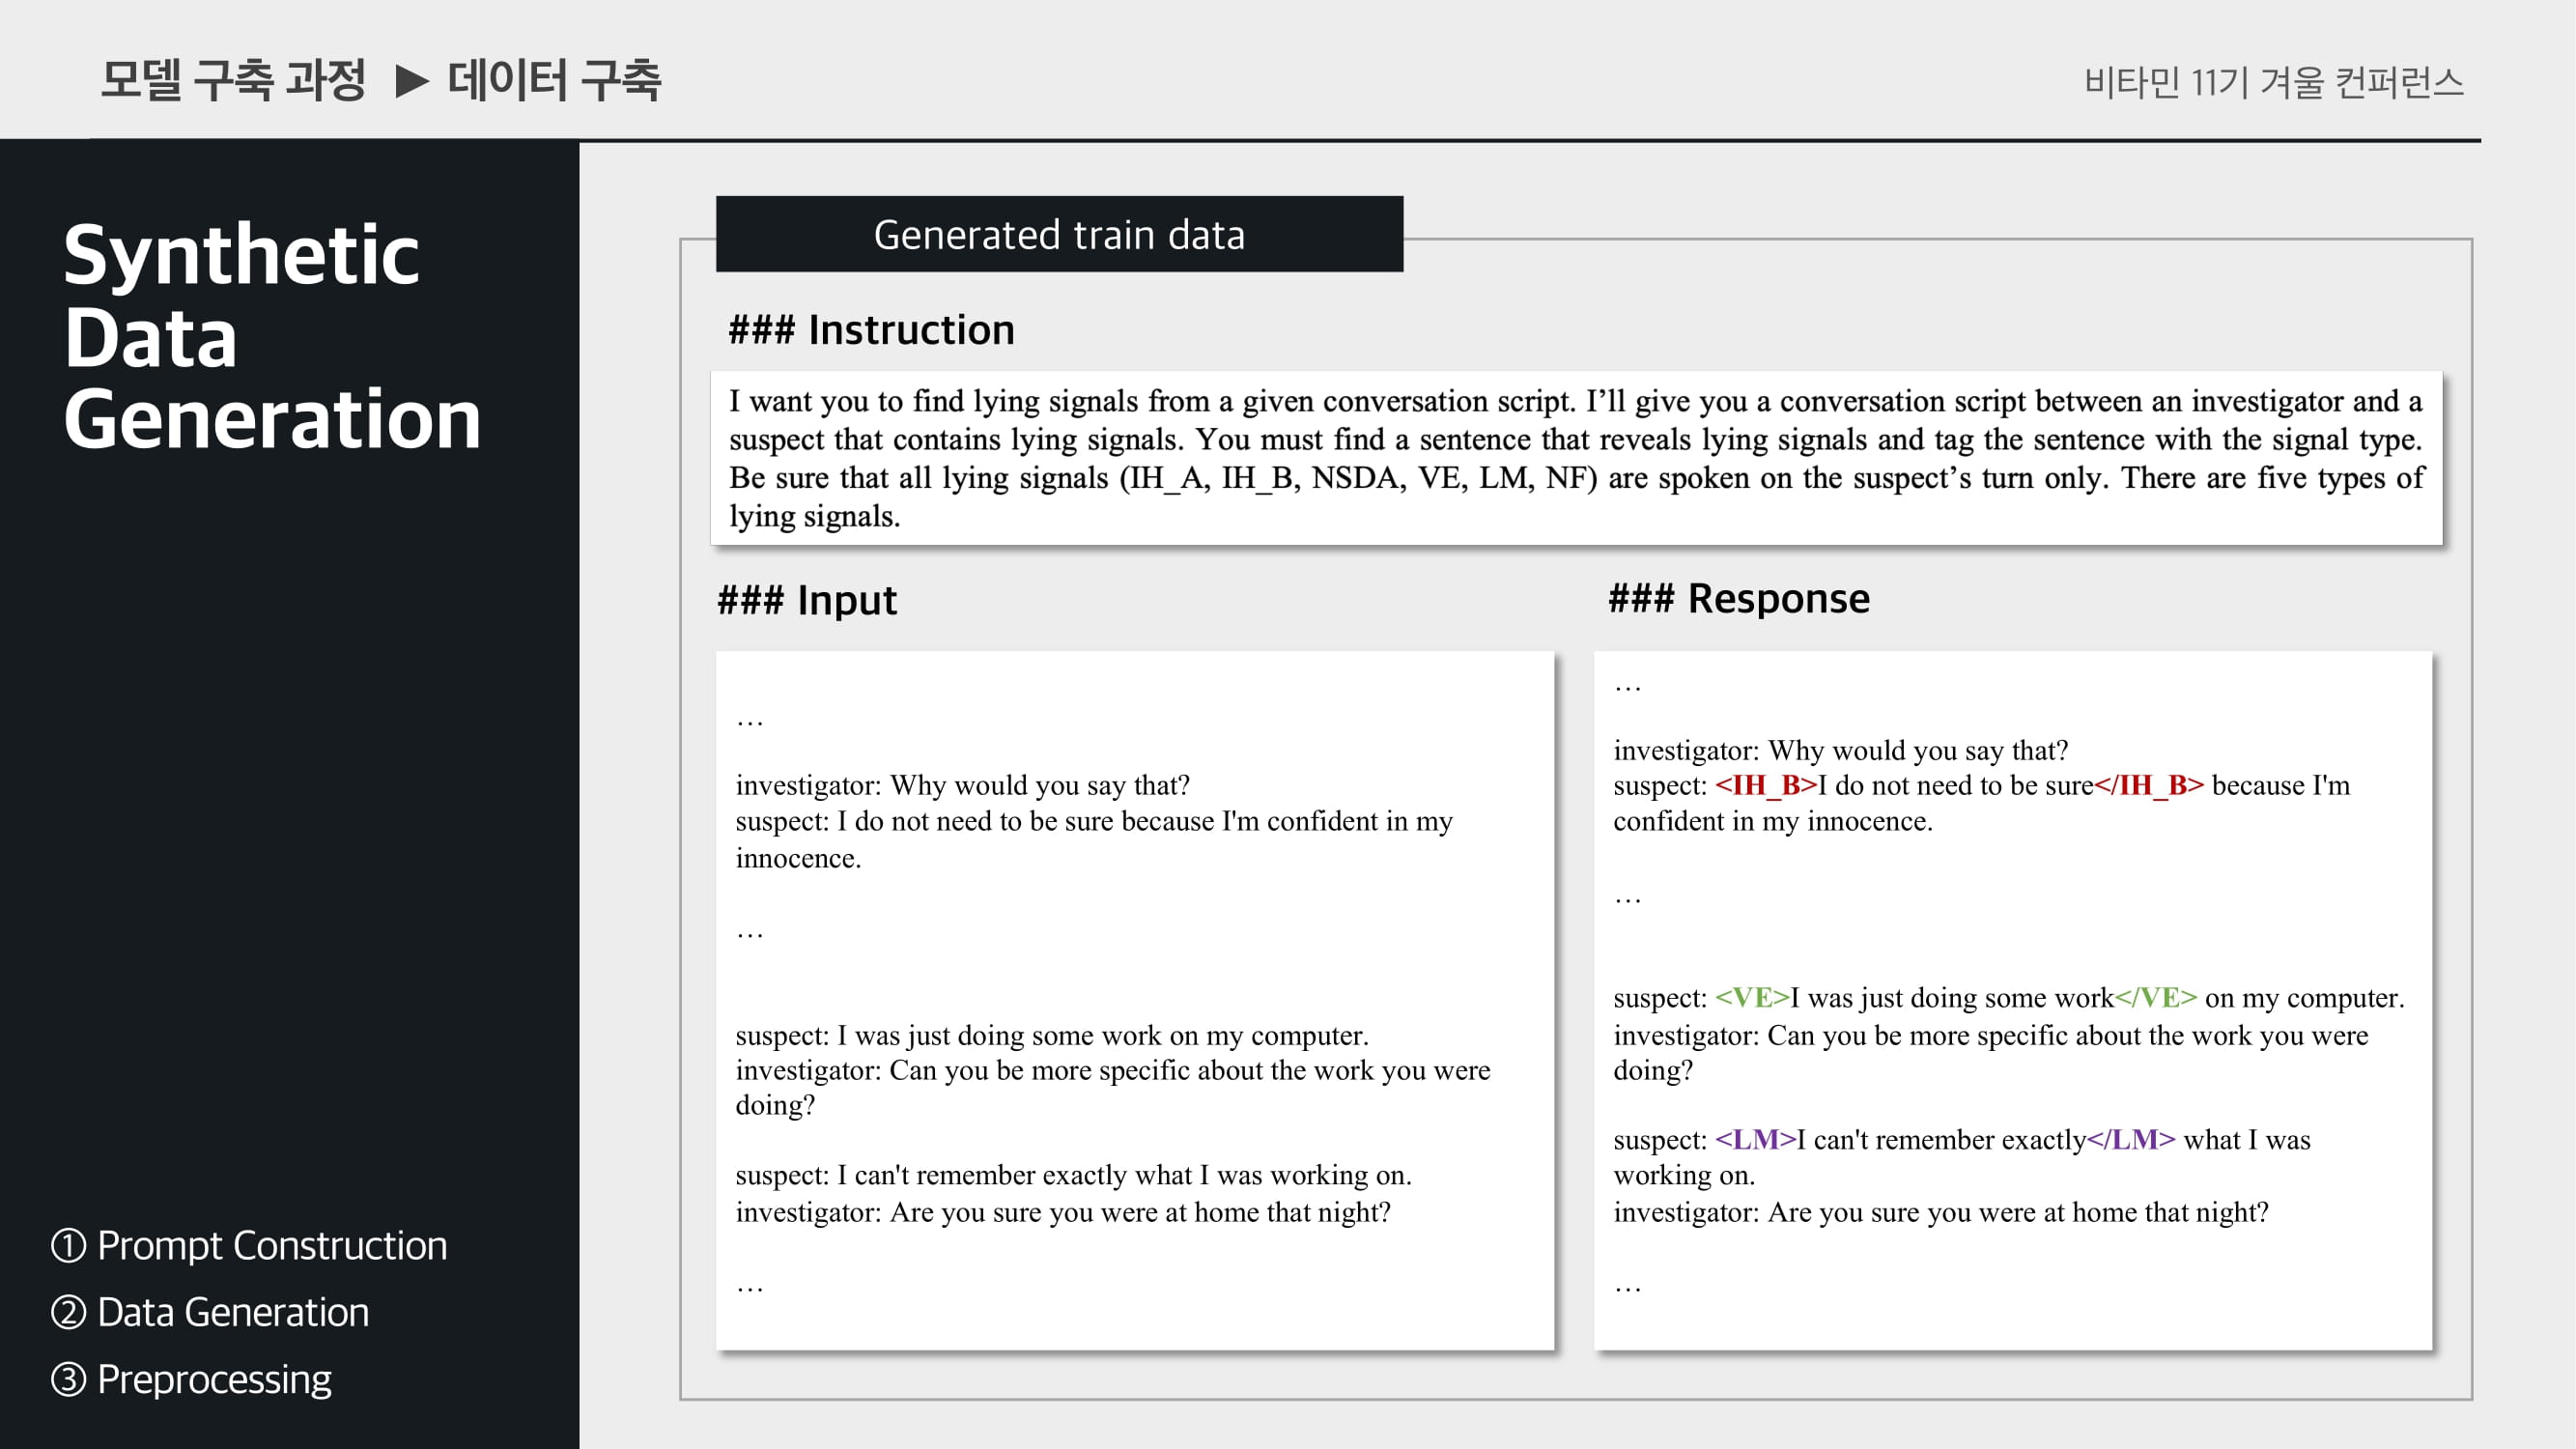 모델 구축 과정 ▶ 데이터 구축
비타민 11기 겨울 컨퍼런스
Synthetic
Data
Generation
① Prompt Construction
② Data Generation
③ Preprocessing
Generated train data
### Instruction
I want you to find lying signals from a given conversation script. I’ll give you a conversation script between an investigator and a
suspect that contains lying signals. You must find a sentence that reveals lying signals and tag the sentence with the signal type.
Be sure that all lying signals (IH_A, IH_B, NSDA, VE, LM, NF) are spoken on the suspect’s turn only. There are five types of
lying signals.
### Input
…
investigator: Why would you say that?
suspect: I do not need to be sure because I'm confident in my
innocence.
…
suspect: I was just doing some work on my computer.
investigator: Can you be more specific about the work you were
doing?
suspect: I can't remember exactly what I was working on.
investigator: Are you sure you were at home that night?
…
### Response
…
investigator: Why would you say that?
suspect: <IH_B>I do not need to be sure</IH_B> because I'm
confident in my innocence.
…
suspect: <VE>I was just doing some work</VE> on my computer.
investigator: Can you be more specific about the work you were
doing?
suspect: <LM>I can't remember exactly</LM> what I was
working on.
investigator: Are you sure you were at home that night?
…